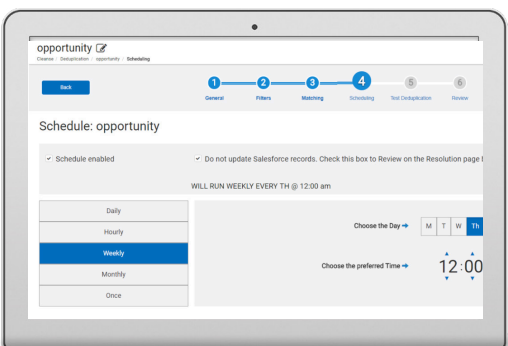 opportunity
Cleanse / Deduplication / opportunity / Scheduling
Back
1 2 3 4 5 6
General Filters Matching Scheduling Test Deduplication Review
Schedule: opportunity
Schedule enabled
Do not update Salesforce records. Check this box to Review on the Resolution page
WILL RUN WEEKLY EVERY TH @ 12:00 am
Daily
Hourly
Weekly
Monthly
Once
Choose the Day M T W Th
Choose the preferred Time 12:00